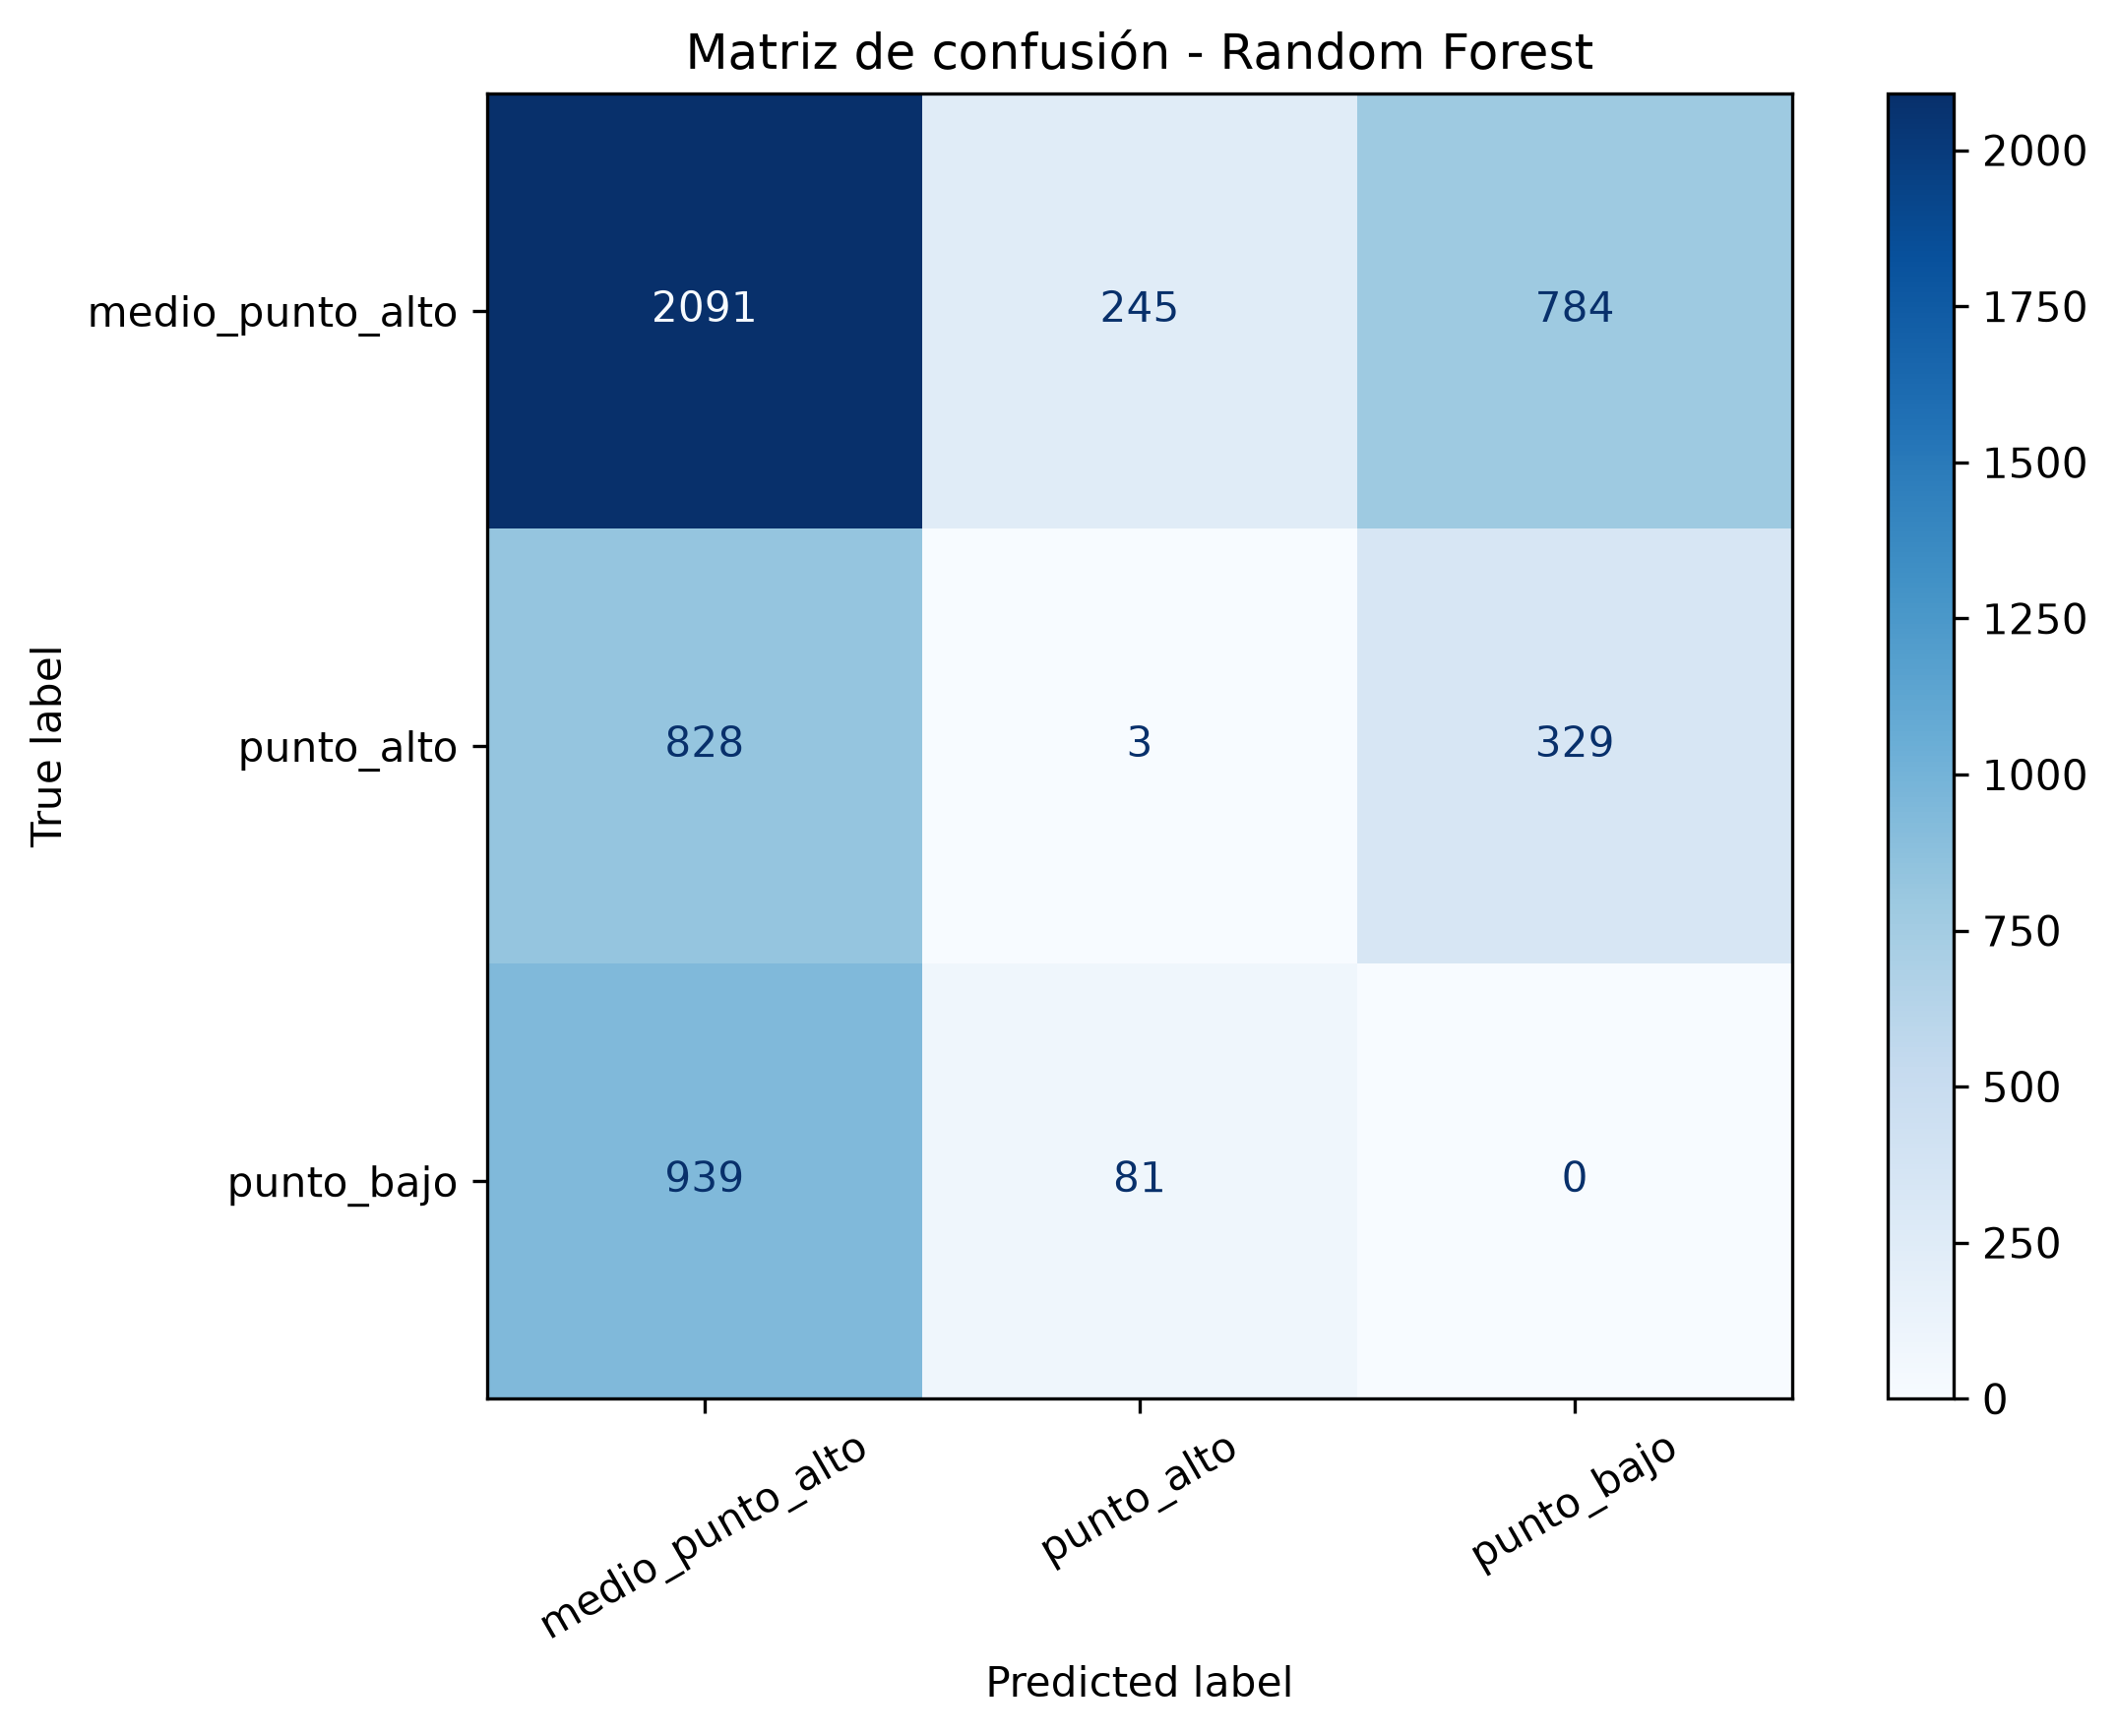 Matriz de confusión - Random Forest
True label
medio_punto_alto 2091 245 784
punto_alto 828 3 329
punto_bajo 939 81 0
medio_punto_alto punto_alto punto_bajo
Predicted label
2000
1750
1500
1250
1000
750
500
250
0